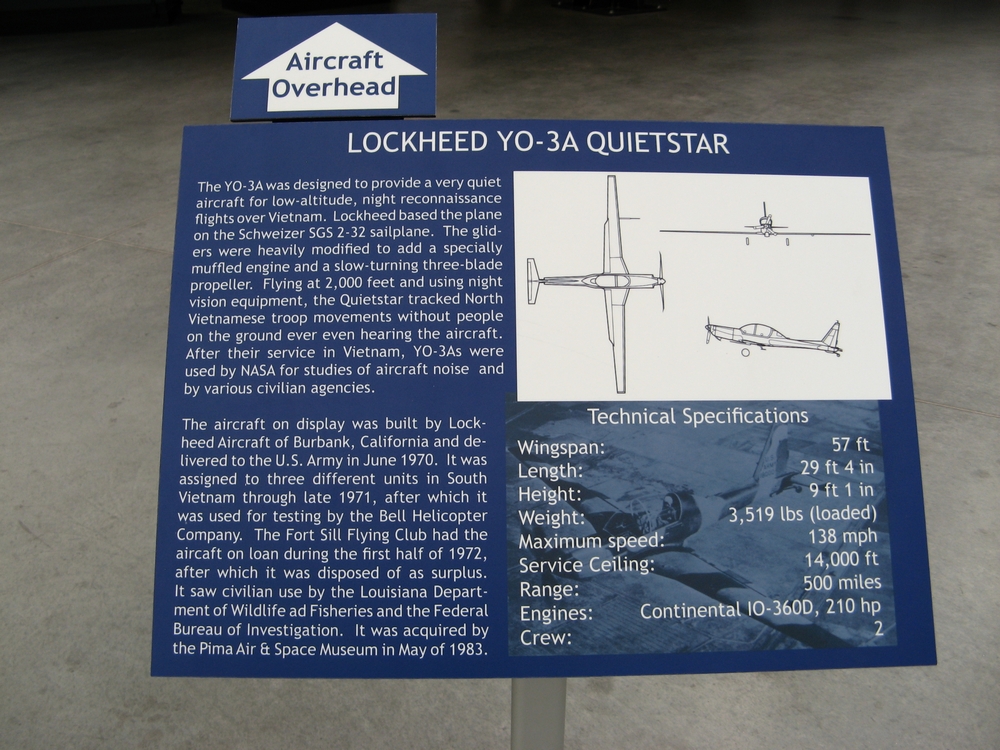 Aircraft
Overhead
LOCKHEED YO-3A QUIETSTAR
The YO-3A was designed to provide a very quiet
aircraft for low-altitude, night reconnaissance
flights over Vietnam. Lockheed based the plane
on the Schweizer SGS 2-32 sailplane. The glid-
ers were heavily modified to add a specially
muffled engine and a slow-turning three-blade
propeller. Flying at 2,000 feet and using night
vision equipment, the Quietstar tracked North
Vietnamese troop movements without people
on the ground ever even hearing the aircraft.
After their service in Vietnam, YO-3As were
used by NASA for studies of aircraft noise and
by various civilian agencies.
The aircraft on display was built by Lock-
heed Aircraft of Burbank, California and de-
livered to the U.S. Army in June 1970. It was
assigned to three different units in South
Vietnam through late 1971, after which it
was used for testing by the Bell Helicopter
Company. The Fort Sill Flying Club had the
aircaft on loan during the first half of 1972,
after which it was disposed of as surplus.
It saw civilian use by the Louisiana Depart-
ment of Wildlife ad Fisheries and the Federal
Bureau of Investigation. It was acquired by
the Pima Air & Space Museum in May of 1983.
Technical Specifications
Wingspan: 57 ft
Length: 29 ft 4 in
Height: 9 ft 1 in
Weight: 3,519 lbs (loaded)
Maximum speed: 138 mph
Service Ceiling: 14,000 ft
Range: 500 miles
Engines: Continental IO-360D, 210 hp
Crew: 2